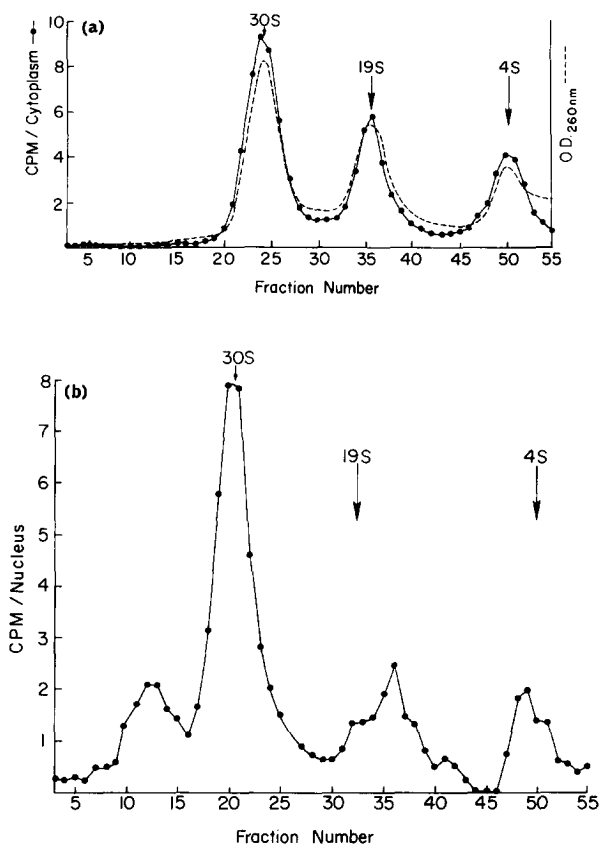 (a)
CPM / Cytoplasm
10
8
6
4
2
30S
19S
4S
O.D. 260nm
5 10 15 20 25 30 35 40 45 50 55
Fraction Number
(b)
CPM / Nucleus
8
7
6
5
4
3
2
1
30S
19S
4S
10 15 20 25 30 35 40 45 50 55
Fraction Number